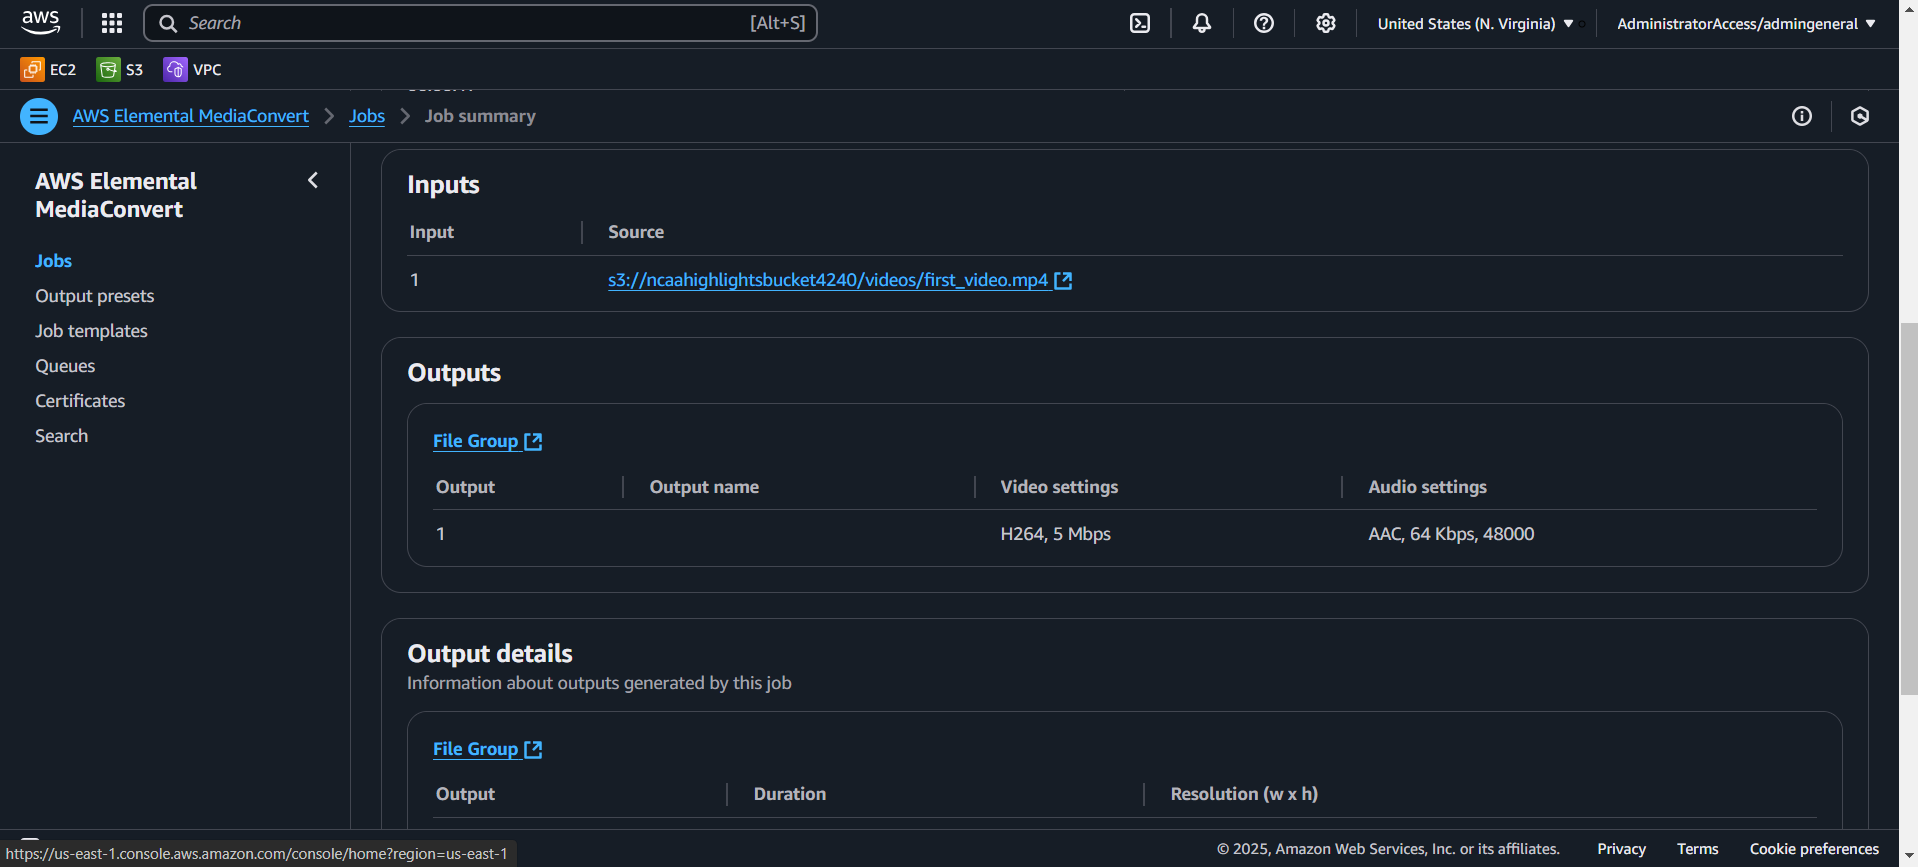 aws
Search [Alt+S]
United States (N. Virginia)
AdministratorAccess/admingeneral
EC2
S3
VPC
AWS Elemental MediaConvert
Jobs
Job summary
AWS Elemental
MediaConvert
Jobs
Output presets
Job templates
Queues
Certificates
Search
Inputs
Input Source
1 s3://ncaahighlightsbucket4240/videos/first_video.mp4
Outputs
File Group
Output Output name Video settings Audio settings
1 H264, 5 Mbps AAC, 64 Kbps, 48000
Output details
Information about outputs generated by this job
File Group
Output Duration Resolution (w x h)
https://us-east-1.console.aws.amazon.com/console/home?region=us-east-1
© 2025, Amazon Web Services, Inc. or its affiliates. Privacy Terms Cookie preferences